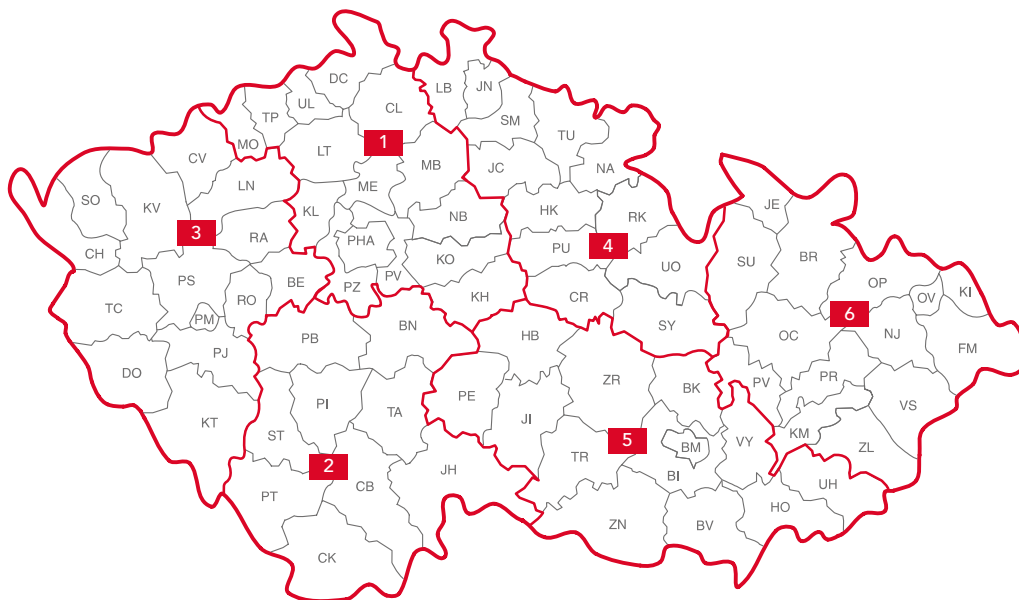 DC
LB
JN
CL
UL
TP
SM
TU
1
MO
LT
CV
MB
JC
NA
LN
ME
SO
KV
KL
HK
RK
JE
NB
3
RA
PHA
PU
4
CH
KO
SU
BR
UO
PS
BE
PZ
PV
KH
CR
OP
OV
KI
TC
RO
PM
SY
6
OC
NJ
FM
PJ
PB
BN
HB
DO
ZR
PV
PR
BK
PE
VS
PI
TA
JI
KT
ST
5
BM
VY
KM
ZL
TR
2
JH
BI
UH
CB
PT
HO
ZN
BV
CK